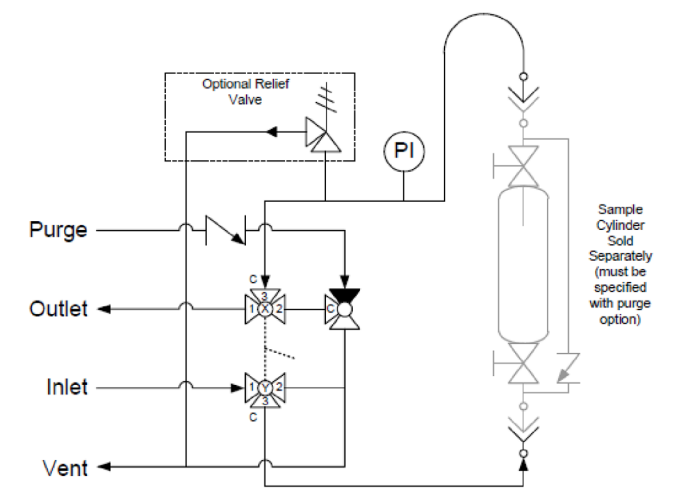 Optional Relief
Valve
PI
Purge
Sample
Cylinder
Sold
Separately
(must be
specified
with purge
option)
C
3
Outlet
1 X 2
C
Inlet
1 Y 2
3
C
Vent